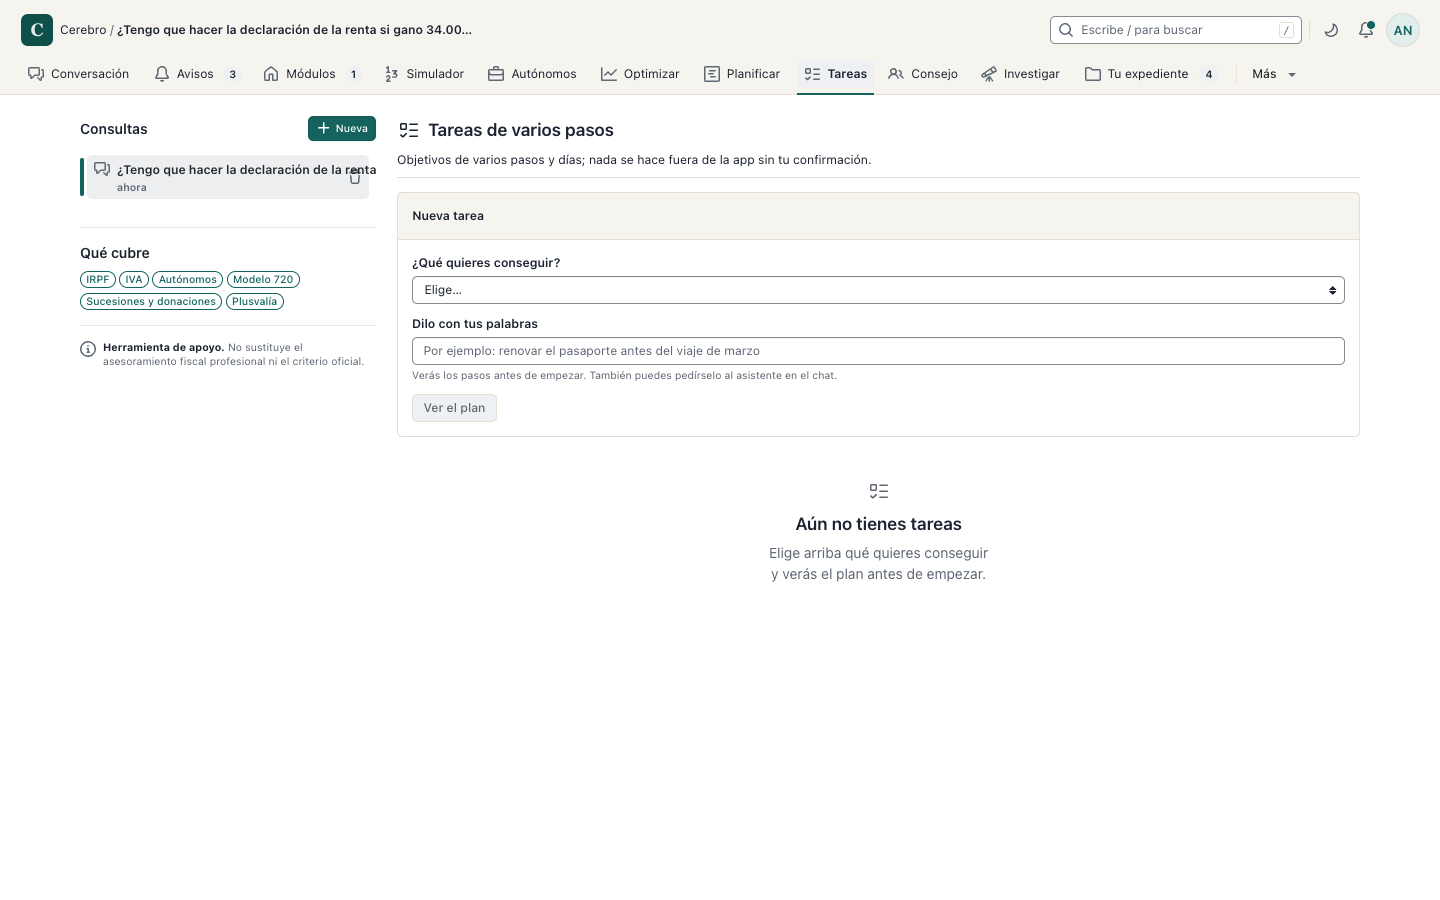 C Cerebro / ¿Tengo que hacer la declaración de la renta si gano 34.00...
Escribe / para buscar /
AN
Conversación Avisos 3 Módulos 1 Simulador Autónomos Optimizar Planificar Tareas Consejo Investigar Tu expediente 4 Más
Consultas
Nueva
¿Tengo que hacer la declaración de la renta
ahora
Qué cubre
IRPF IVA Autónomos Modelo 720
Sucesiones y donaciones Plusvalía
Herramienta de apoyo. No sustituye el
asesoramiento fiscal profesional ni el criterio oficial.
Tareas de varios pasos
Objetivos de varios pasos y días; nada se hace fuera de la app sin tu confirmación.
Nueva tarea
¿Qué quieres conseguir?
Elige...
Dilo con tus palabras
Por ejemplo: renovar el pasaporte antes del viaje de marzo
Verás los pasos antes de empezar. También puedes pedírselo al asistente en el chat.
Ver el plan
Aún no tienes tareas
Elige arriba qué quieres conseguir
y verás el plan antes de empezar.